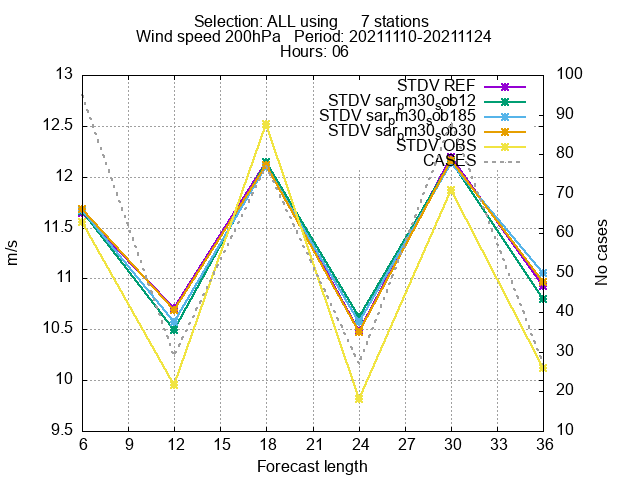 Selection: ALL using 7 stations
Wind speed 200hPa Period: 20211110-20211124
Hours: 06
STDV REF
STDV sar_pm30_sob12
STDV sar_pm30_sob185
STDV sar_pm30_sob30
STDV OBS
CASES
13
12.5
12
11.5
11
10.5
10
9.5
m/s
100
90
80
70
60
50
40
30
20
10
No cases
6 9 12 15 18 21 24 27 30 33 36
Forecast length